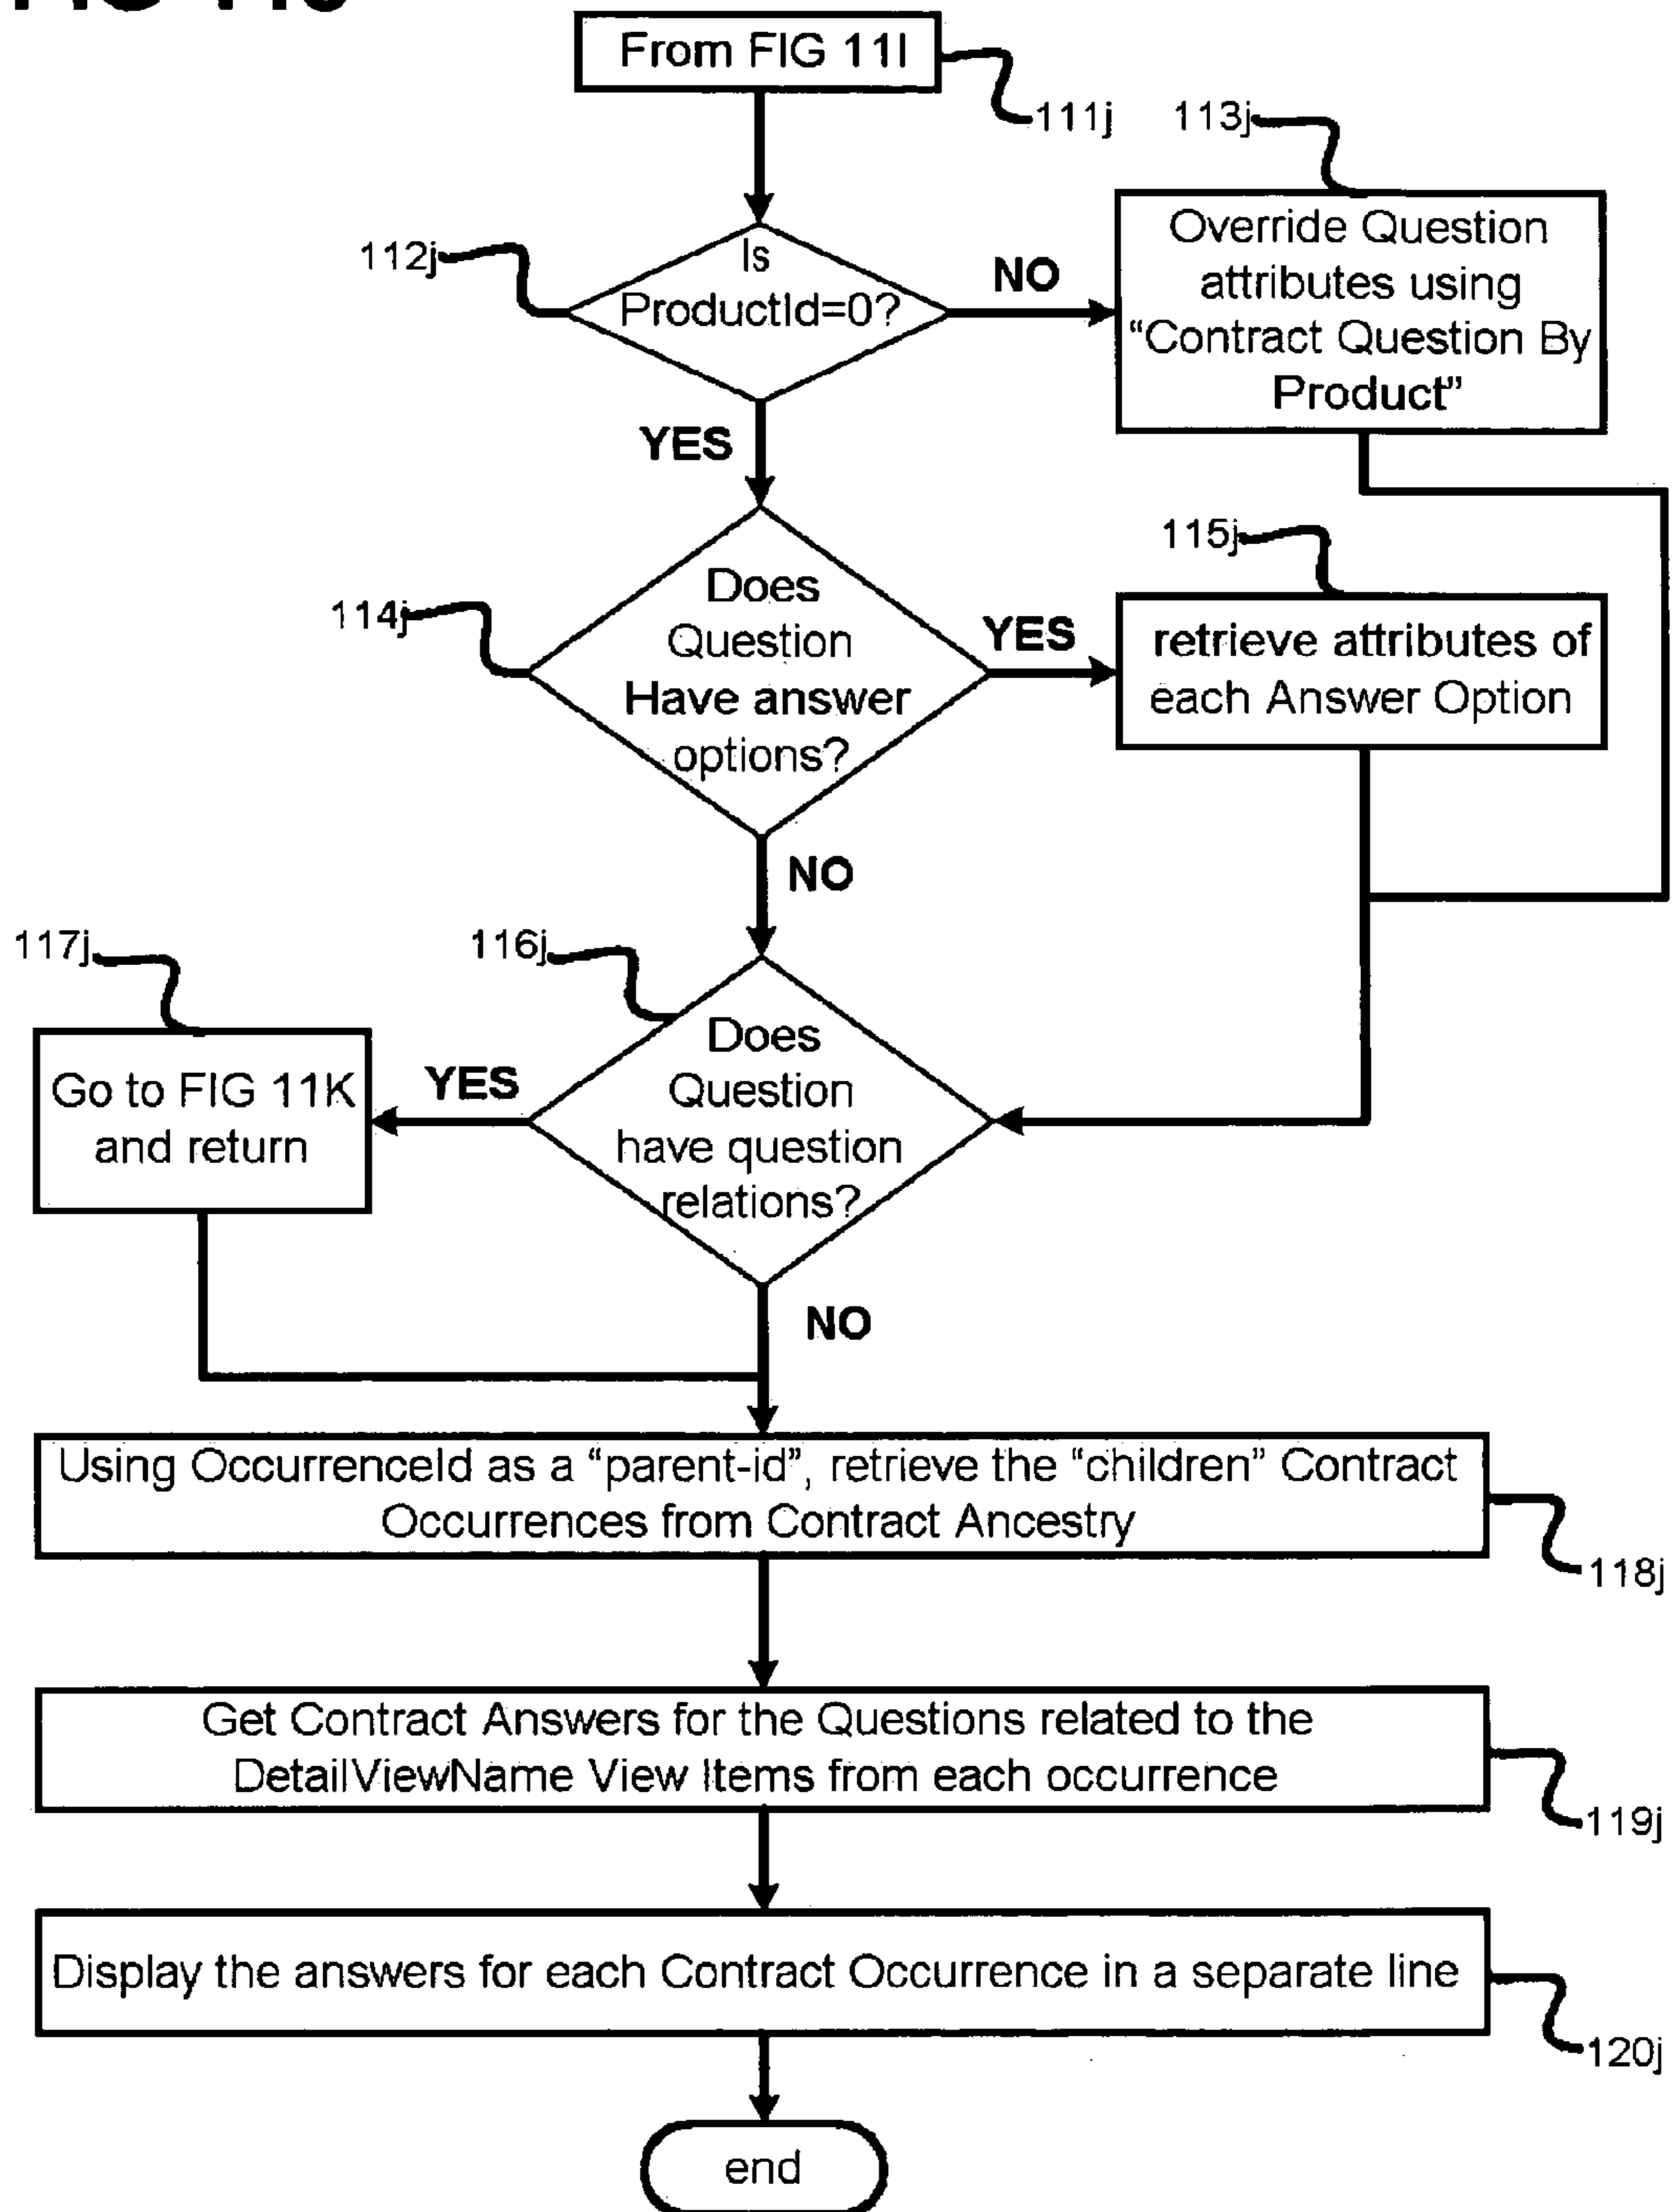 From FIG 11I
111j
113j
112j
Is
ProductId=0?
NO
Override Question
attributes using
“Contract Question By
Product”
YES
115j
114j
Does
Question
Have answer
options?
YES
retrieve attributes of
each Answer Option
NO
117j
116j
Does
Question
have question
relations?
YES
Go to FIG 11K
and return
NO
Using OccurrenceId as a “parent-id”, retrieve the “children” Contract
Occurrences from Contract Ancestry
118j
Get Contract Answers for the Questions related to the
DetailViewName View Items from each occurrence
119j
Display the answers for each Contract Occurrence in a separate line
120j
end